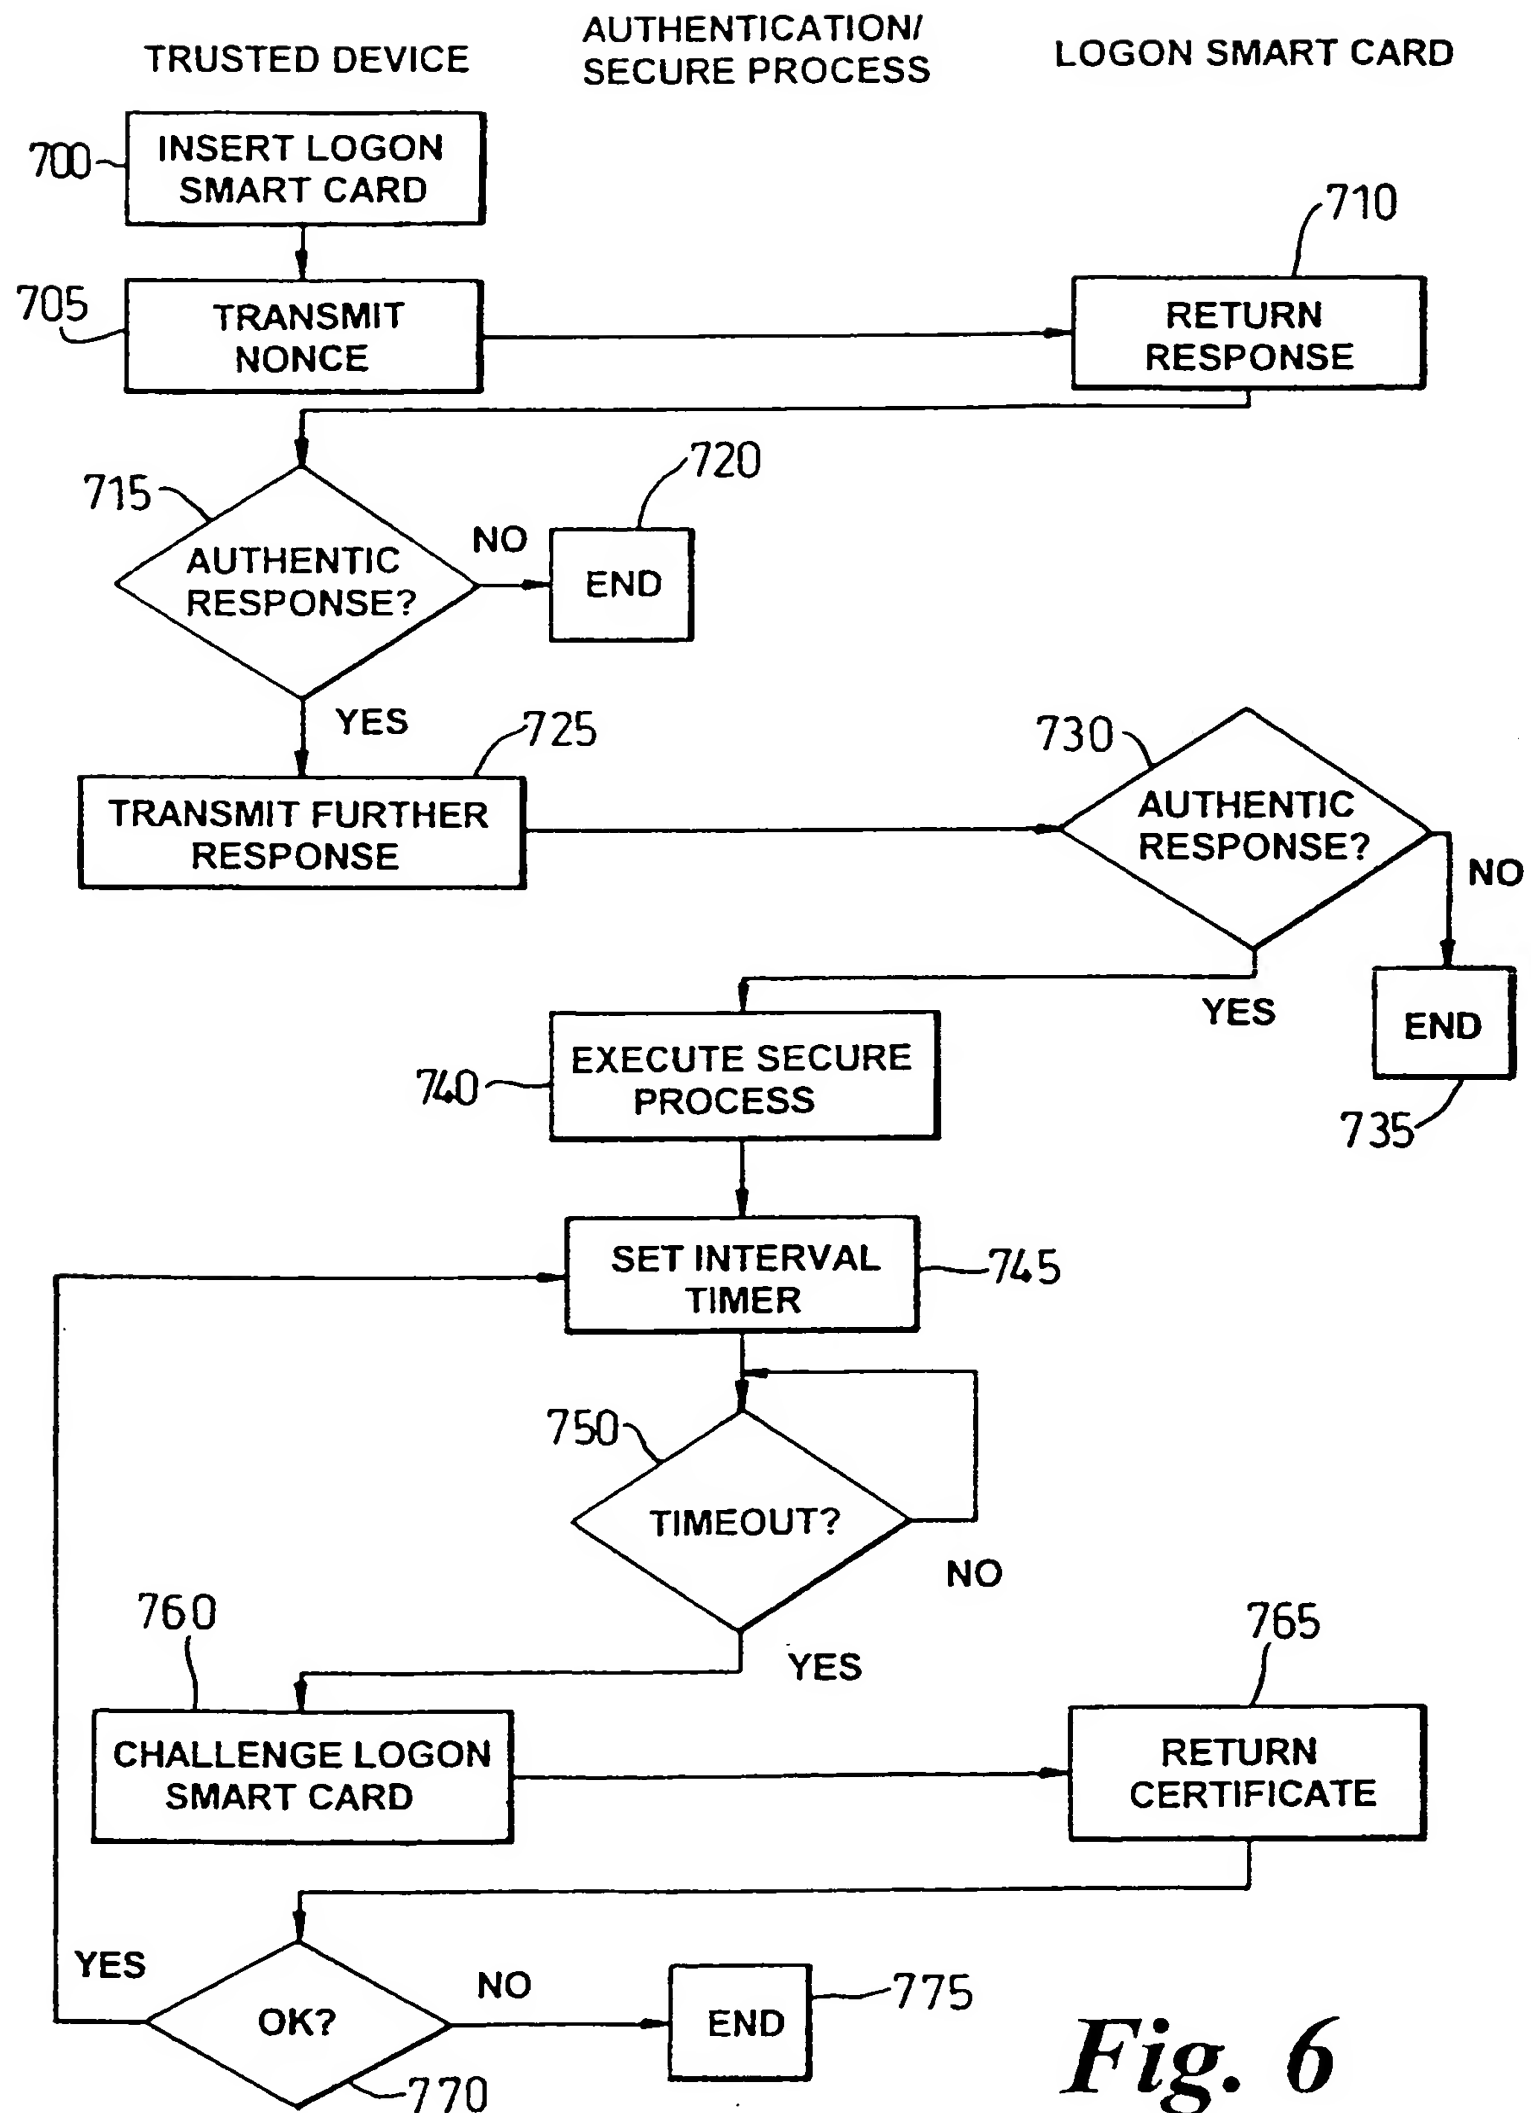 TRUSTED DEVICE
AUTHENTICATION/
SECURE PROCESS
LOGON SMART CARD
700
INSERT LOGON
SMART CARD
705
TRANSMIT
NONCE
710
RETURN
RESPONSE
715
AUTHENTIC
RESPONSE?
NO
720
END
YES
725
TRANSMIT FURTHER
RESPONSE
730
AUTHENTIC
RESPONSE?
NO
YES
END
735
740
EXECUTE SECURE
PROCESS
SET INTERVAL
TIMER
745
750
TIMEOUT?
NO
YES
760
CHALLENGE LOGON
SMART CARD
765
RETURN
CERTIFICATE
YES
OK?
770
NO
END
775
Fig. 6